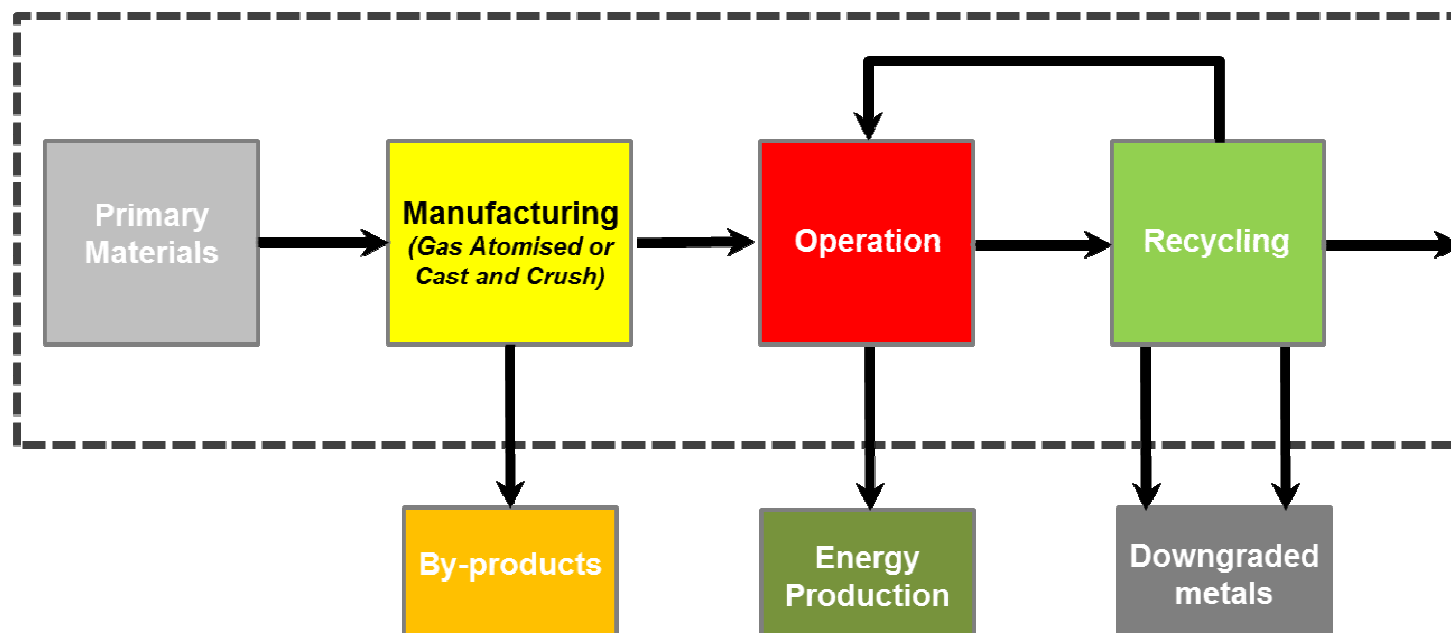 Primary
Materials
Manufacturing
(Gas Atomised or
Cast and Crush)
Operation
Recycling
By-products
Energy
Production
Downgraded
metals